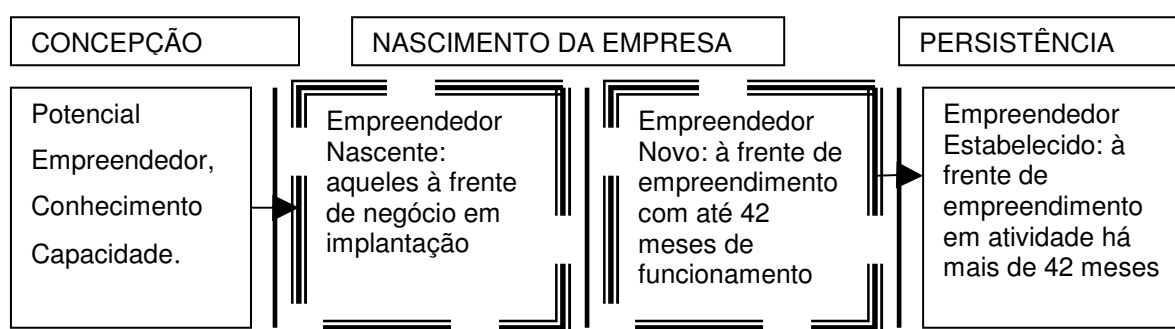 CONCEPÇÃO
NASCIMENTO DA EMPRESA
PERSISTÊNCIA
Potencial
Empreendedor,
Conhecimento
Capacidade.
Empreendedor
Nascente:
aqueles à frente
de negócio em
implantação
Empreendedor
Novo: à frente de
empreendimento
com até 42
meses de
funcionamento
Empreendedor
Estabelecido: à
frente de
empreendimento
em atividade há
mais de 42 meses